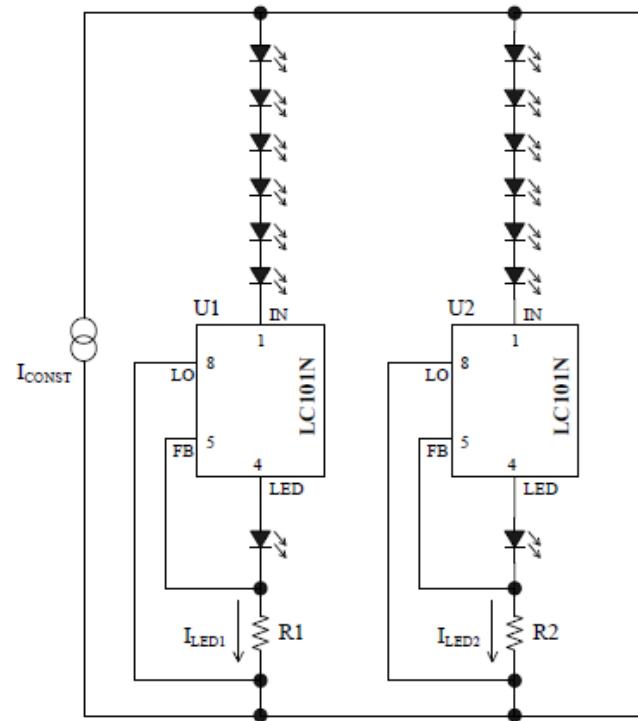 U1
IN
1
8
LO
LC101N
5
FB
4
LED
U2
IN
1
8
LO
LC101N
5
FB
4
LED
ICONST
ILED1
R1
ILED2
R2